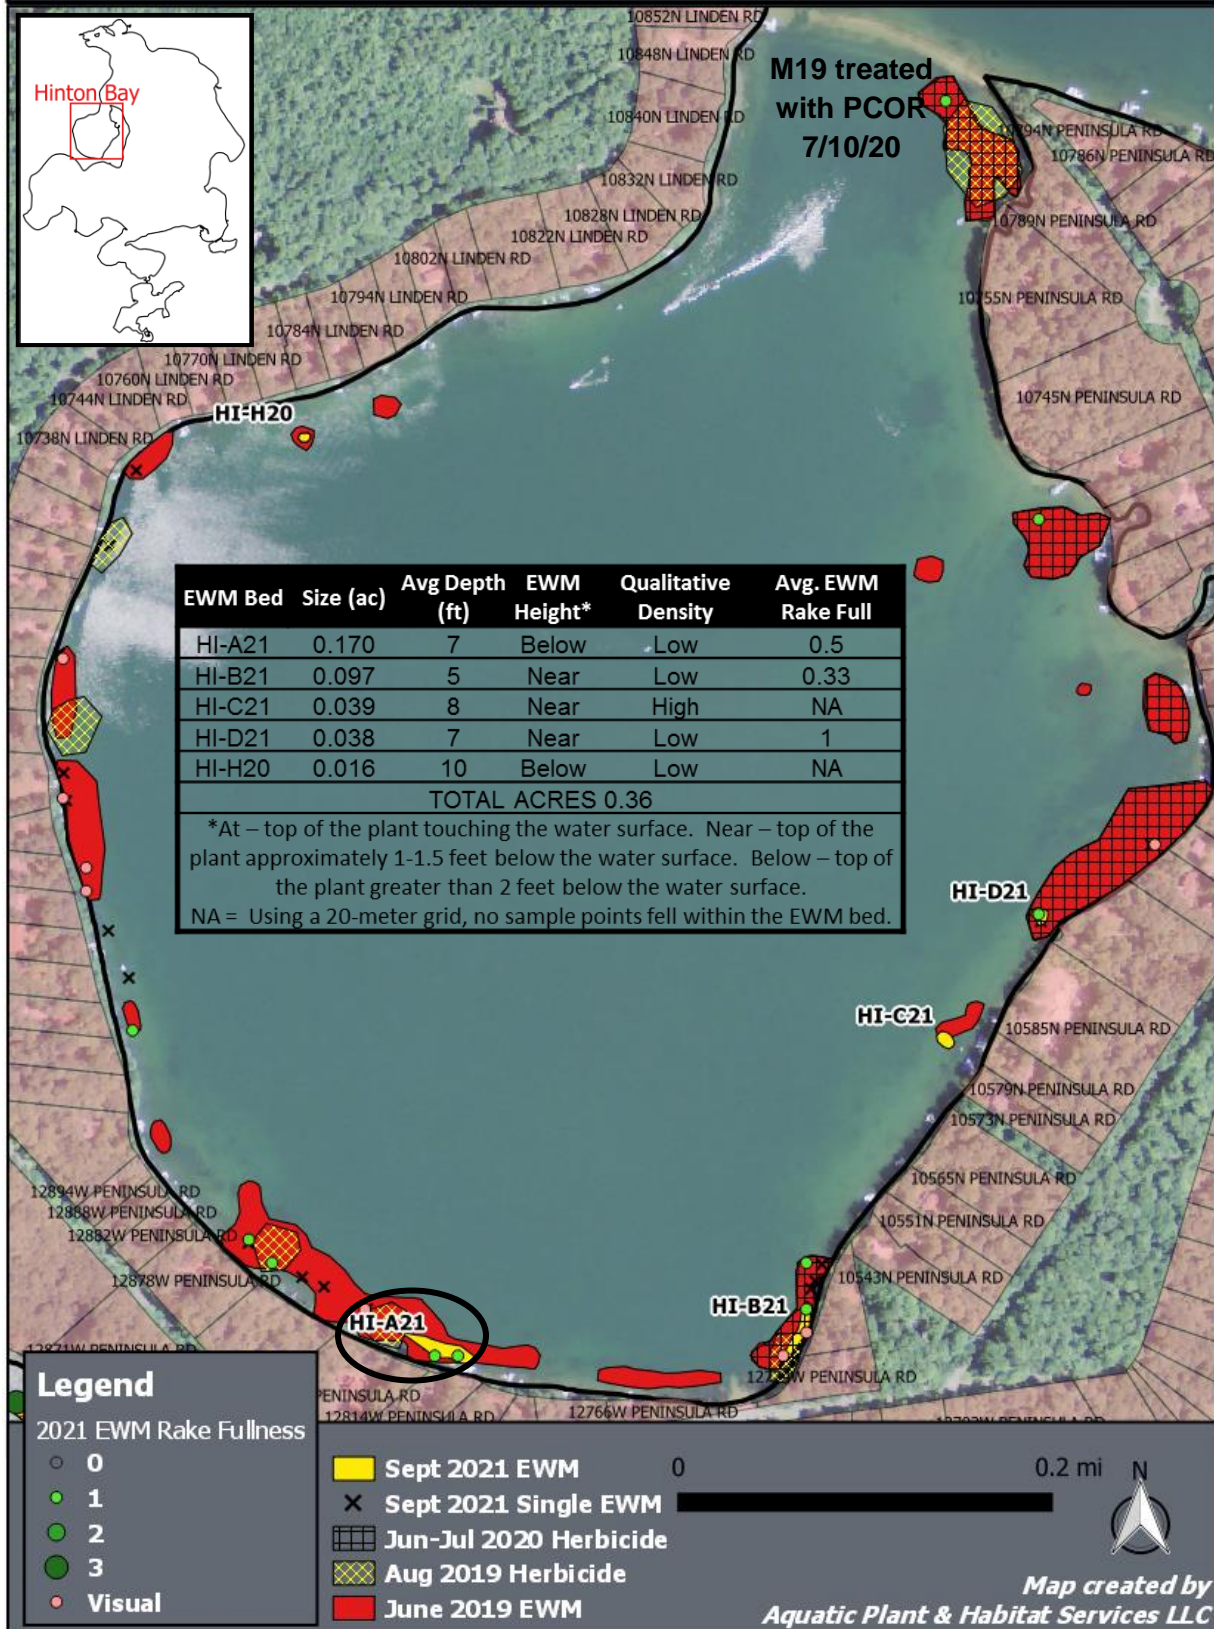 Hinton Bay
10852N LINDEN RD
10848N LINDEN RD
10840N LINDEN RD
10832N LINDEN RD
10828N LINDEN RD
10822N LINDEN RD
10802N LINDEN RD
10794N LINDEN RD
10784N LINDEN RD
10770N LINDEN RD
10760N LINDEN RD
10744N LINDEN RD
10738N LINDEN RD
M19 treated
with PCOR
7/10/20
10794N PENINSULA RD
10786N PENINSULA RD
10789N PENINSULA RD
10755N PENINSULA RD
10745N PENINSULA RD
HI-H20
EWM Bed Size (ac) Avg Depth (ft) EWM Height* Qualitative Density Avg. EWM Rake Full
HI-A21 0.170 7 Below Low 0.5
HI-B21 0.097 5 Near Low 0.33
HI-C21 0.039 8 Near High NA
HI-D21 0.038 7 Near Low 1
HI-H20 0.016 10 Below Low NA
TOTAL ACRES 0.36
*At – top of the plant touching the water surface. Near – top of the
plant approximately 1-1.5 feet below the water surface. Below – top of
the plant greater than 2 feet below the water surface.
NA = Using a 20-meter grid, no sample points fell within the EWM bed.
HI-D21
HI-C21
10585N PENINSULA RD
10579N PENINSULA RD
10573N PENINSULA RD
10565N PENINSULA RD
10551N PENINSULA RD
10543N PENINSULA RD
12894W PENINSULA RD
12888W PENINSULA RD
12882W PENINSULA RD
12878W PENINSULA RD
HI-A21
HI-B21
12871W PENINSULA RD
PENINSULA RD
12814W PENINSULA RD
12766W PENINSULA RD
W PENINSULA RD
PENINSULA RD
Legend
2021 EWM Rake Fullness
0
1
2
3
Visual
Sept 2021 EWM
Sept 2021 Single EWM
Jun-Jul 2020 Herbicide
Aug 2019 Herbicide
June 2019 EWM
0 0.2 mi
N
Map created by
Aquatic Plant & Habitat Services LLC